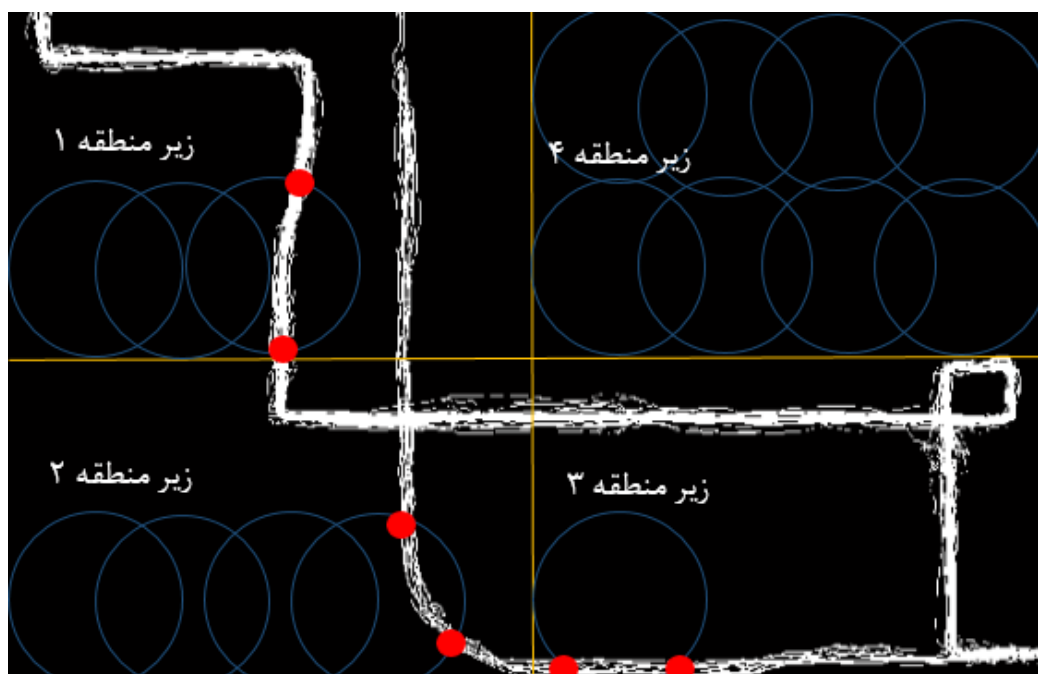 زیر منطقه ۱
زیر منطقه ۴
زیر منطقه ۲
زیر منطقه ۳